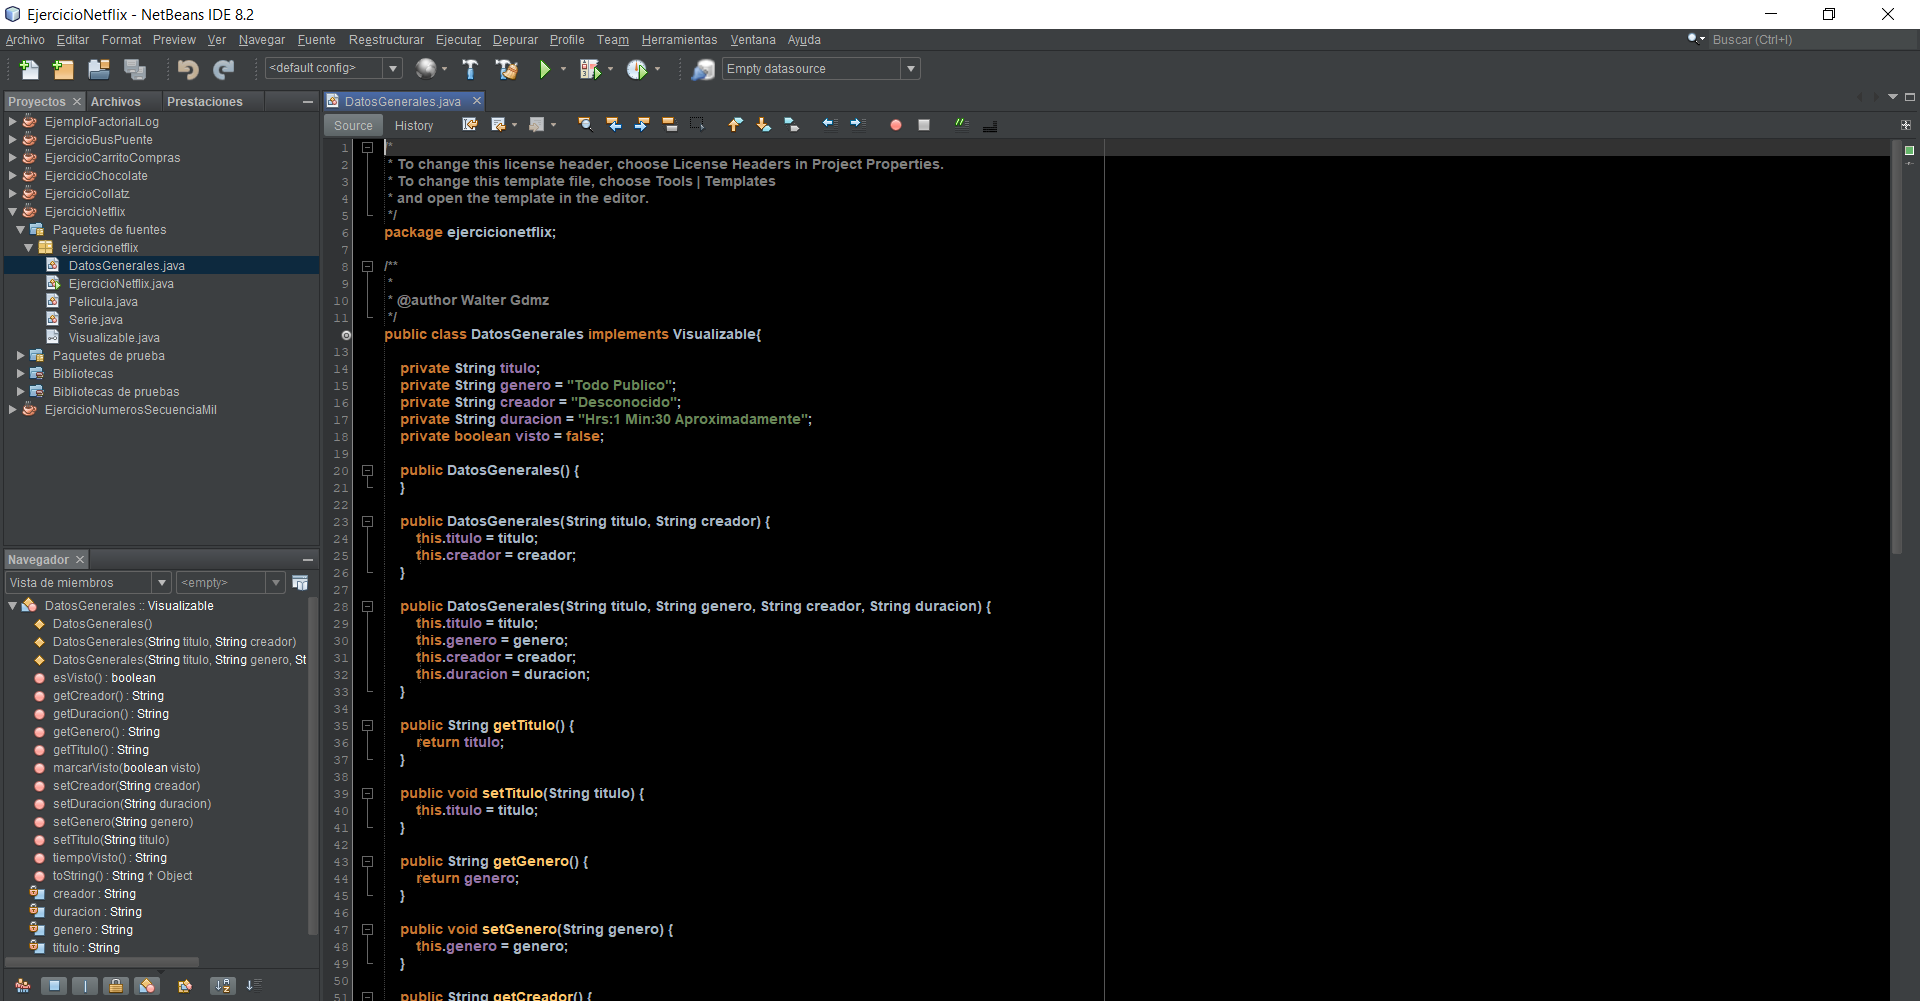 EjercicioNetflix - NetBeans IDE 8.2
Archivo Editar Format Preview Ver Navegar Fuente Reestructurar Ejecutar Depurar Profile Team Herramientas Ventana Ayuda Buscar (Ctrl+I)
<default config> Empty datasource
Proyectos Archivos Prestaciones
EjemploFactorialLog
EjercicioBusPuente
EjercicioCarritoCompras
EjercicioChocolate
EjercicioCollatz
EjercicioNetflix
Paquetes de fuentes
ejercicionetflix
DatosGenerales.java
EjercicioNetflix.java
Pelicula.java
Serie.java
Visualizable.java
Paquetes de prueba
Bibliotecas
Bibliotecas de pruebas
EjercicioNumerosSecuenciaMil
Navegador
Vista de miembros <empty>
DatosGenerales :: Visualizable
DatosGenerales()
DatosGenerales(String titulo, String creador)
DatosGenerales(String titulo, String genero, St
esVisto() : boolean
getCreador() : String
getDuracion() : String
getGenero() : String
getTitulo() : String
marcarVisto(boolean visto)
setCreador(String creador)
setDuracion(String duracion)
setGenero(String genero)
setTitulo(String titulo)
tiempoVisto() : String
toString() : String ↑ Object
creador : String
duracion : String
genero : String
titulo : String
DatosGenerales.java
Source History
1 /*
2 * To change this license header, choose License Headers in Project Properties.
3 * To change this template file, choose Tools | Templates
4 * and open the template in the editor.
5 */
6 package ejercicionetflix;
7
8 /**
9 *
10 * @author Walter Gdmz
11 */
public class DatosGenerales implements Visualizable{
13
14 private String titulo;
15 private String genero = "Todo Publico";
16 private String creador = "Desconocido";
17 private String duracion = "Hrs:1 Min:30 Aproximadamente";
18 private boolean visto = false;
19
20 public DatosGenerales() {
21 }
22
23 public DatosGenerales(String titulo, String creador) {
24 this.titulo = titulo;
25 this.creador = creador;
26 }
27
28 public DatosGenerales(String titulo, String genero, String creador, String duracion) {
29 this.titulo = titulo;
30 this.genero = genero;
31 this.creador = creador;
32 this.duracion = duracion;
33 }
34
35 public String getTitulo() {
36 return titulo;
37 }
38
39 public void setTitulo(String titulo) {
40 this.titulo = titulo;
41 }
42
43 public String getGenero() {
44 return genero;
45 }
46
47 public void setGenero(String genero) {
48 this.genero = genero;
49 }
50
51 public String getCreador() {